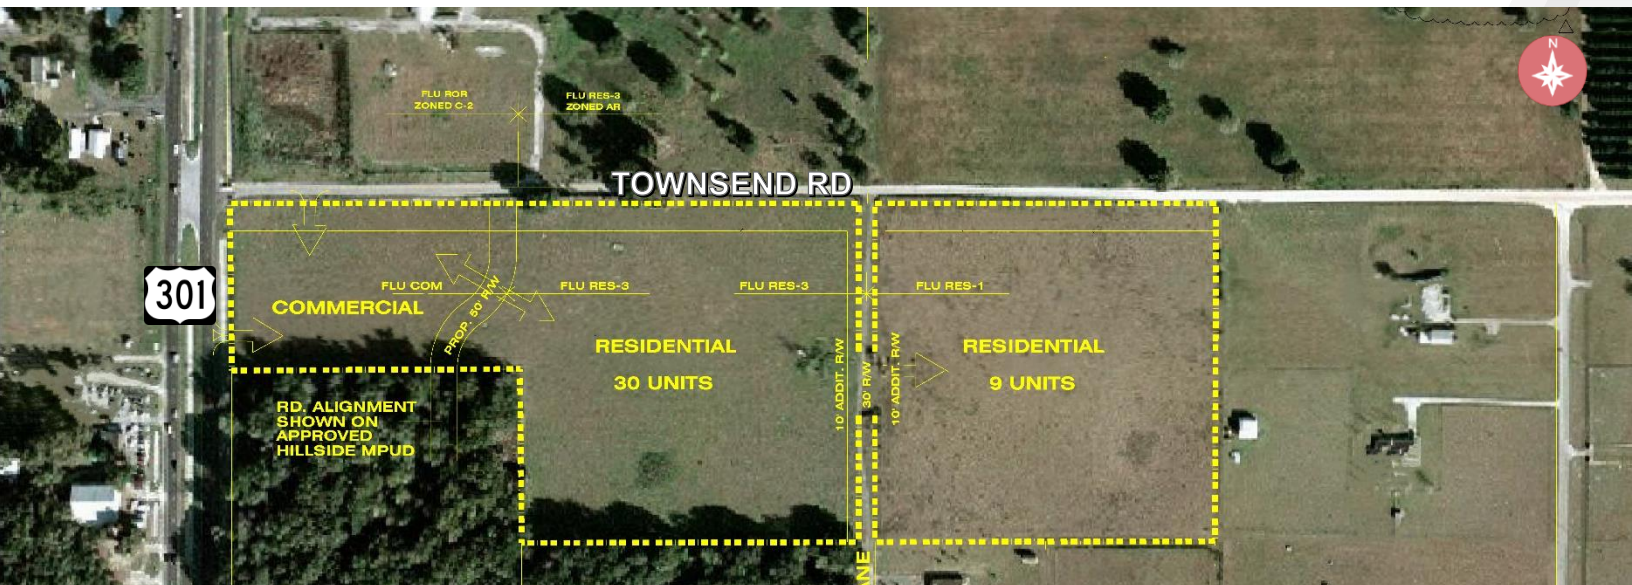 N
FLU ROR
ZONED C-2
FLU RES-3
ZONED AR
TOWNSEND RD
301
FLU COM
FLU RES-3
FLU RES-3
FLU RES-1
COMMERCIAL
PROP. 50' R/W
RESIDENTIAL
30 UNITS
10' ADDIT. R/W
30' R/W
10' ADDIT. R/W
RESIDENTIAL
9 UNITS
RD. ALIGNMENT
SHOWN ON
APPROVED
HILLSIDE MPUD